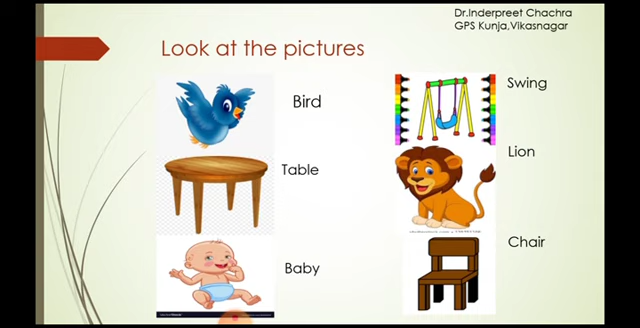 Dr.Inderpreet Chachra
GPS Kunja,Vikasnagar
Look at the pictures
Bird
Swing
Table
Lion
Baby
Chair